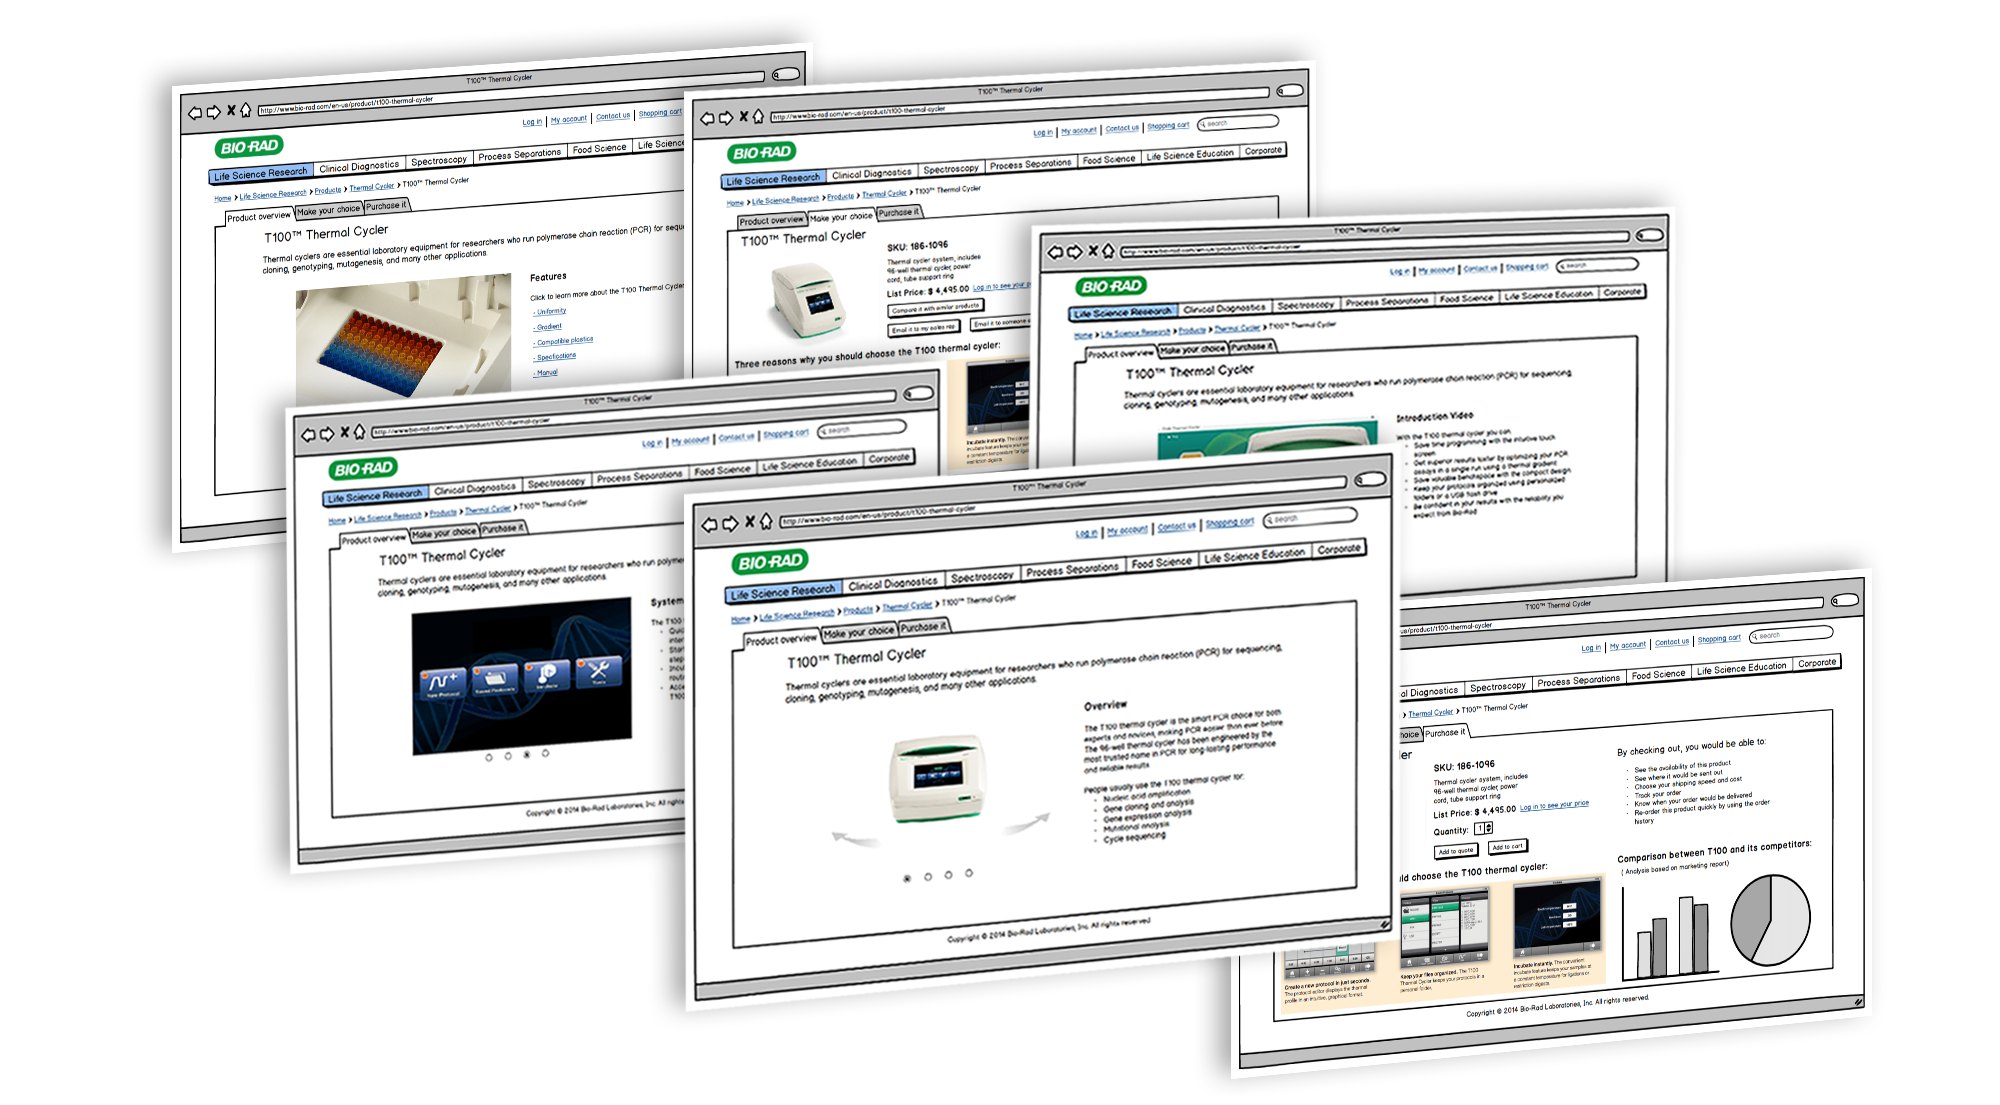 T100™ Thermal Cycler
http://www.bio-rad.com/en-us/product/t100-thermal-cycler
Log in | My account | Contact us | Shopping cart
BIO-RAD
Life Science Research Clinical Diagnostics Spectroscopy Process Separations Food Science Life Science
Home > Life Science Research > Products > Thermal Cycler > T100™ Thermal Cycler
Product overview Make your choice Purchase it
T100™ Thermal Cycler
Thermal cyclers are essential laboratory equipment for researchers who run polymerase chain reaction (PCR) for
cloning, genotyping, mutagenesis, and many other applications.
Features
Click to learn more about the T100 Thermal Cycler
- Uniformity
- Gradient
- Compatible plastics
- Specifications
- Manual
T100™ Thermal Cycler
http://www.bio-rad.com/en-us/product/t100-thermal-cycler
Log in | My account | Contact us | Shopping cart search
BIO-RAD
Life Science Research Clinical Diagnostics Spectroscopy Process Separations Food Science Life Science Education Corporate
Home > Life Science Research > Products > Thermal Cycler > T100™ Thermal Cycler
Product overview Make your choice Purchase it
T100™ Thermal Cycler
SKU: 186-1096
Thermal cycler system, includes
96-well thermal cycler, power
cord, tube support ring
List Price: $ 4,495.00 Log in to see your
Compare it with similar products
Email it to my sales rep Email it to someone
Three reasons why you should choose the T100 thermal cycler:
Incubate instantly. The
incubate feature keeps your
a constant temperature for
restriction digests
T100™ Thermal Cycler
http://www.bio-rad.com/en-us/product/t100-thermal-cycler
Log in | My account | Contact us | Shopping cart search
BIO-RAD
Life Science Research Clinical Diagnostics Spectroscopy Process Separations Food Science Life Science Education Corporate
Home > Life Science Research > Products > Thermal Cycler > T100™ Thermal Cycler
Product overview Make your choice Purchase it
T100™ Thermal Cycler
Thermal cyclers are essential laboratory equipment for researchers who run polymerase chain reaction (PCR) for sequencing,
cloning, genotyping, mutagenesis, and many other applications.
Introduction Video
With the T100 thermal cycler you can:
· Save time programming with the intuitive touch
screen
· Get superior results faster by optimizing your PCR
assays in a single run using a thermal gradient
· Save valuable benchspace with the compact design
· Keep your protocols organized using personalized
folders or a USB flash drive
· Be confident in your results with the reliability you
expect from Bio-Rad
T100™ Thermal Cycler
http://www.bio-rad.com/en-us/product/t100-thermal-cycler
Log in | My account | Contact us | Shopping cart search
BIO-RAD
Life Science Research Clinical Diagnostics Spectroscopy Process Separations Food Science Life Science Education Corporate
Home > Life Science Research > Products > Thermal Cycler > T100™ Thermal Cycler
Product overview Make your choice Purchase it
T100™ Thermal Cycler
Thermal cyclers are essential laboratory equipment for researchers who run
cloning, genotyping, mutagenesis, and many other applications.
System
The T100
Copyright © 2014 Bio-Rad Laboratories, Inc. All rights
T100™ Thermal Cycler
http://www.bio-rad.com/en-us/product/t100-thermal-cycler
Log in | My account | Contact us | Shopping cart search
BIO-RAD
Life Science Research Clinical Diagnostics Spectroscopy Process Separations Food Science Life Science Education Corporate
Home > Life Science Research > Products > Thermal Cycler > T100™ Thermal Cycler
Product overview Make your choice Purchase it
T100™ Thermal Cycler
Thermal cyclers are essential laboratory equipment for researchers who run polymerase chain reaction (PCR) for sequencing,
cloning, genotyping, mutagenesis, and many other applications.
Overview
The T100 thermal cycler is the smart PCR choice for both
experts and novices, making PCR easier than ever before
The 96-well thermal cycler has been engineered by the
most trusted name in PCR for long-lasting performance
and reliable results
People usually use the T100 thermal cycler for:
· Nucleic acid amplification
· Gene cloning and analysis
· Gene expression analysis
· Mutational analysis
· Cycle sequencing
Copyright © 2014 Bio-Rad Laboratories, Inc. All rights reserved
T100™ Thermal Cycler
us/product/t100-thermal-cycler
Log in | My account | Contact us | Shopping cart search
al Diagnostics Spectroscopy Process Separations Food Science Life Science Education Corporate
> Thermal Cycler > T100™ Thermal Cycler
hoice Purchase it
ler
SKU: 186-1096
Thermal cycler system, includes
96-well thermal cycler, power
cord, tube support ring
List Price: $ 4,495.00 Log in to see your price
Quantity: 1
Add to quote Add to cart
uld choose the T100 thermal cycler:
Create a new protocol in just seconds.
The protocol editor displays the thermal
profile in an intuitive, graphical format.
Keep your files organized. The T100
Thermal Cycler keeps your protocols in a
personal folder.
Incubate instantly. The convenient
incubate feature keeps your samples at
a constant temperature for ligations or
restriction digests
By checking out, you would be able to:
· See the availability of this product
· See where it would be sent out
· Choose your shipping speed and cost
· Track your order
· Know when your order would be delivered
· Re-order this product quickly by using the order
history
Comparison between T100 and its competitors:
( Analysis based on marketing report)
Copyright © 2014 Bio-Rad Laboratories, Inc. All rights reserved.